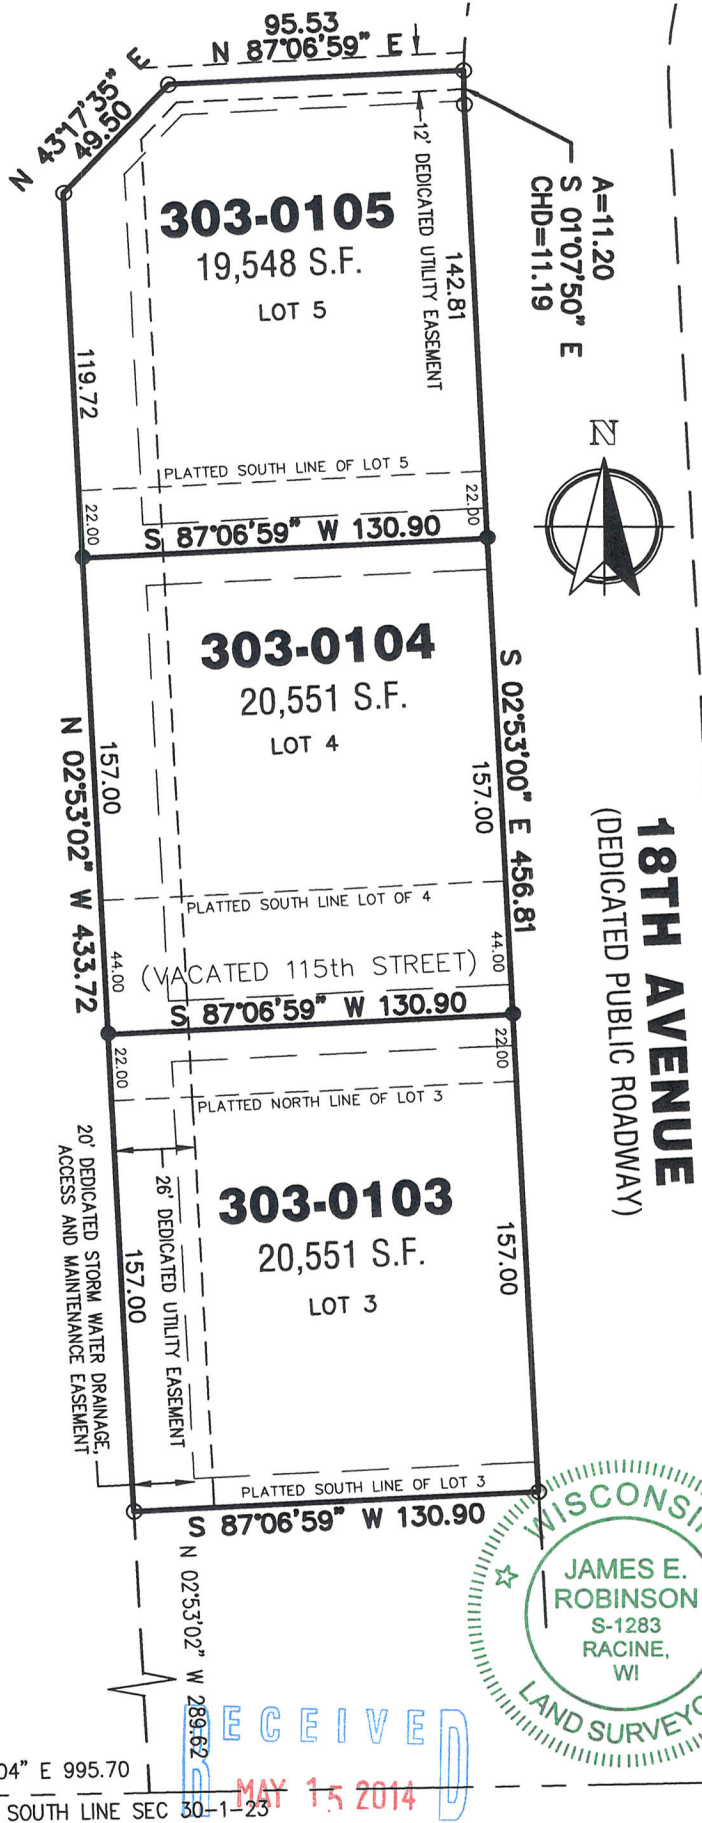 95.53
N 87°06'59" E
N 43°17'35" E
49.50
A=11.20
S 01°07'50" E
CHD=11.19
12' DEDICATED UTILITY EASEMENT
142.81
303-0105
19,548 S.F.
LOT 5
119.72
N
PLATTED SOUTH LINE OF LOT 5
22.00
22.00
S 87°06'59" W 130.90
303-0104
20,551 S.F.
LOT 4
S 02°53'00" E 456.81
157.00
157.00
N 02°53'02" W 433.72
18TH AVENUE
(DEDICATED PUBLIC ROADWAY)
PLATTED SOUTH LINE LOT OF 4
44.00
44.00
(VACATED 115th STREET)
S 87°06'59" W 130.90
22.00
22.00
PLATTED NORTH LINE OF LOT 3
303-0103
20,551 S.F.
LOT 3
157.00
157.00
26' DEDICATED UTILITY EASEMENT
20' DEDICATED STORM WATER DRAINAGE,
ACCESS AND MAINTENANCE EASEMENT
PLATTED SOUTH LINE OF LOT 3
S 87°06'59" W 130.90
N 02°53'02" W 289.62
WISCONSI
JAMES E.
ROBINSON
S-1283
RACINE,
WI
LAND SURVEYO
RECEIVED
MAY 15 2014
04" E 995.70
SOUTH LINE SEC 30-1-23